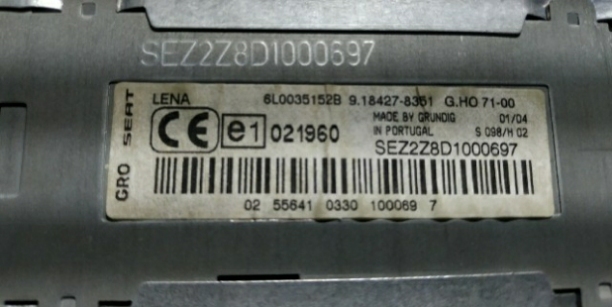 SEZ2Z8D1000697
GRO SEAT
LENA 6L0035152B 9.18427-8351 G.HO 71-00
CE e1 021960 MADE BY GRUNDIG 01/04
IN PORTUGAL S 098/H 02
SEZ2Z8D1000697
02 55641 0330 100069 7